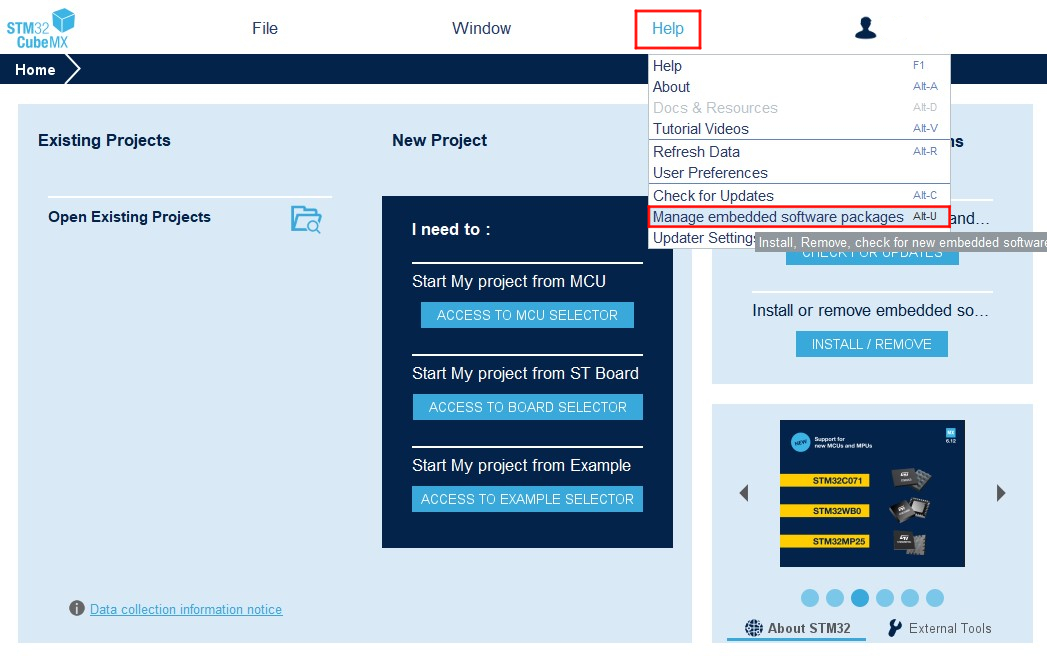 STM32
CubeMX
File
Window
Help
Home
Help F1
About Alt-A
Docs & Resources Alt-D
Tutorial Videos Alt-V
Refresh Data Alt-R
User Preferences
Check for Updates Alt-C
Manage embedded software packages Alt-U
Updater Settings
Install, Remove, check for new embedded software
Existing Projects
Open Existing Projects
Data collection information notice
New Project
I need to :
Start My project from MCU
ACCESS TO MCU SELECTOR
Start My project from ST Board
ACCESS TO BOARD SELECTOR
Start My project from Example
ACCESS TO EXAMPLE SELECTOR
and...
CHECK FOR UPDATES
Install or remove embedded so...
INSTALL / REMOVE
NEW
Support for
new MCUs and MPUs
MX
6.12
STM32C071
STM32WB0
STM32MP25
About STM32
External Tools